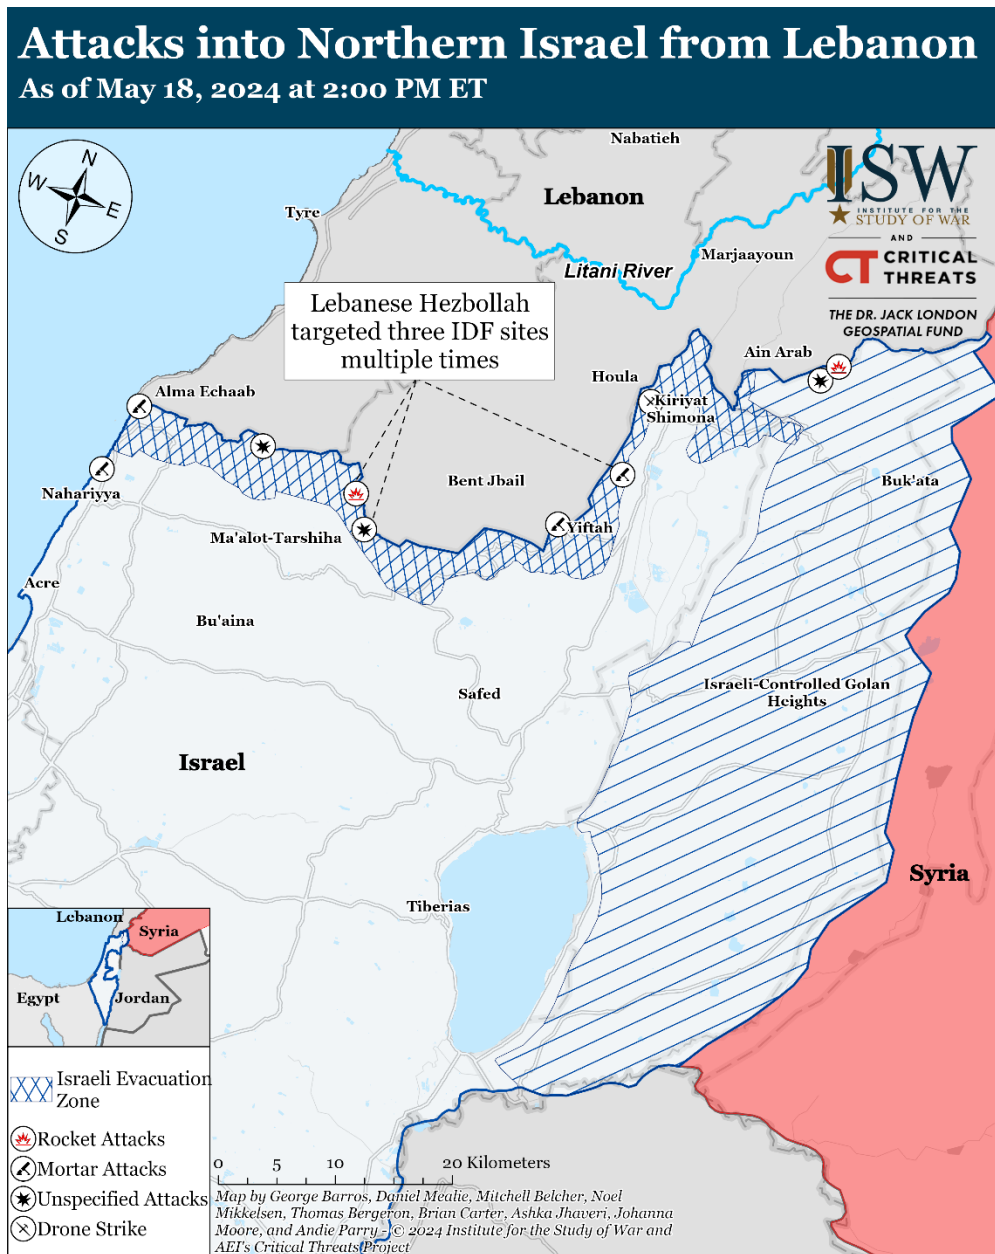 Attacks into Northern Israel from Lebanon
As of May 18, 2024 at 2:00 PM ET
N
W
E
S
Nabatieh
Lebanon
ISW
INSTITUTE FOR THE
STUDY OF WAR
AND
CT CRITICAL
THREATS
THE DR. JACK LONDON
GEOSPATIAL FUND
Tyre
Litani River
Marjaayoun
Lebanese Hezbollah
targeted three IDF sites
multiple times
Ain Arab
Houla
Alma Echaab
Kiriyat
Shimona
Nahariyya
Bent Jbail
Buk'ata
Yiftah
Ma'alot-Tarshiha
Acre
Bu'aina
Safed
Israeli-Controlled Golan
Heights
Israel
Syria
Tiberias
Lebanon
Syria
Egypt
Jordan
Israeli Evacuation
Zone
Rocket Attacks
Mortar Attacks
Unspecified Attacks
Drone Strike
0 5 10 20 Kilometers
Map by George Barros, Daniel Mealie, Mitchell Belcher, Noel
Mikkelsen, Thomas Bergeron, Brian Carter, Ashka Jhaveri, Johanna
Moore, and Andie Parry - © 2024 Institute for the Study of War and
AEI's Critical Threats Project